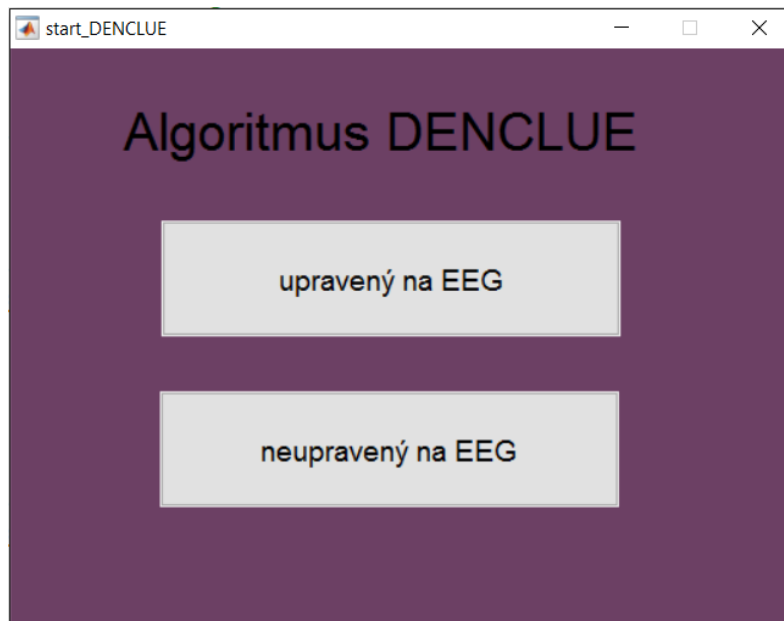 start_DENCLUE
Algoritmus DENCLUE
upravený na EEG
neupravený na EEG